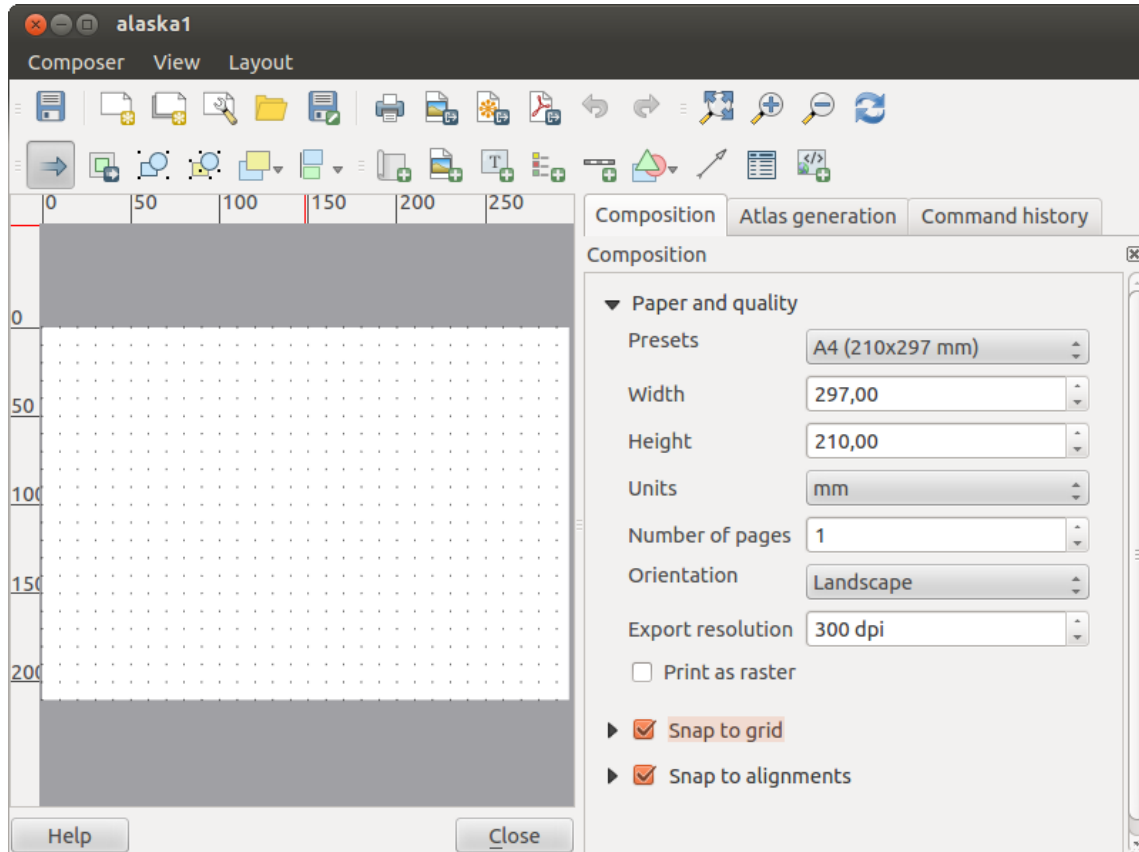 alaska1
Composer View Layout
T
</>
0 50 100 150 200 250
0
50
100
150
200
Help
Close
Composition Atlas generation Command history
Composition
Paper and quality
Presets A4 (210x297 mm)
Width 297,00
Height 210,00
Units mm
Number of pages 1
Orientation Landscape
Export resolution 300 dpi
Print as raster
Snap to grid
Snap to alignments